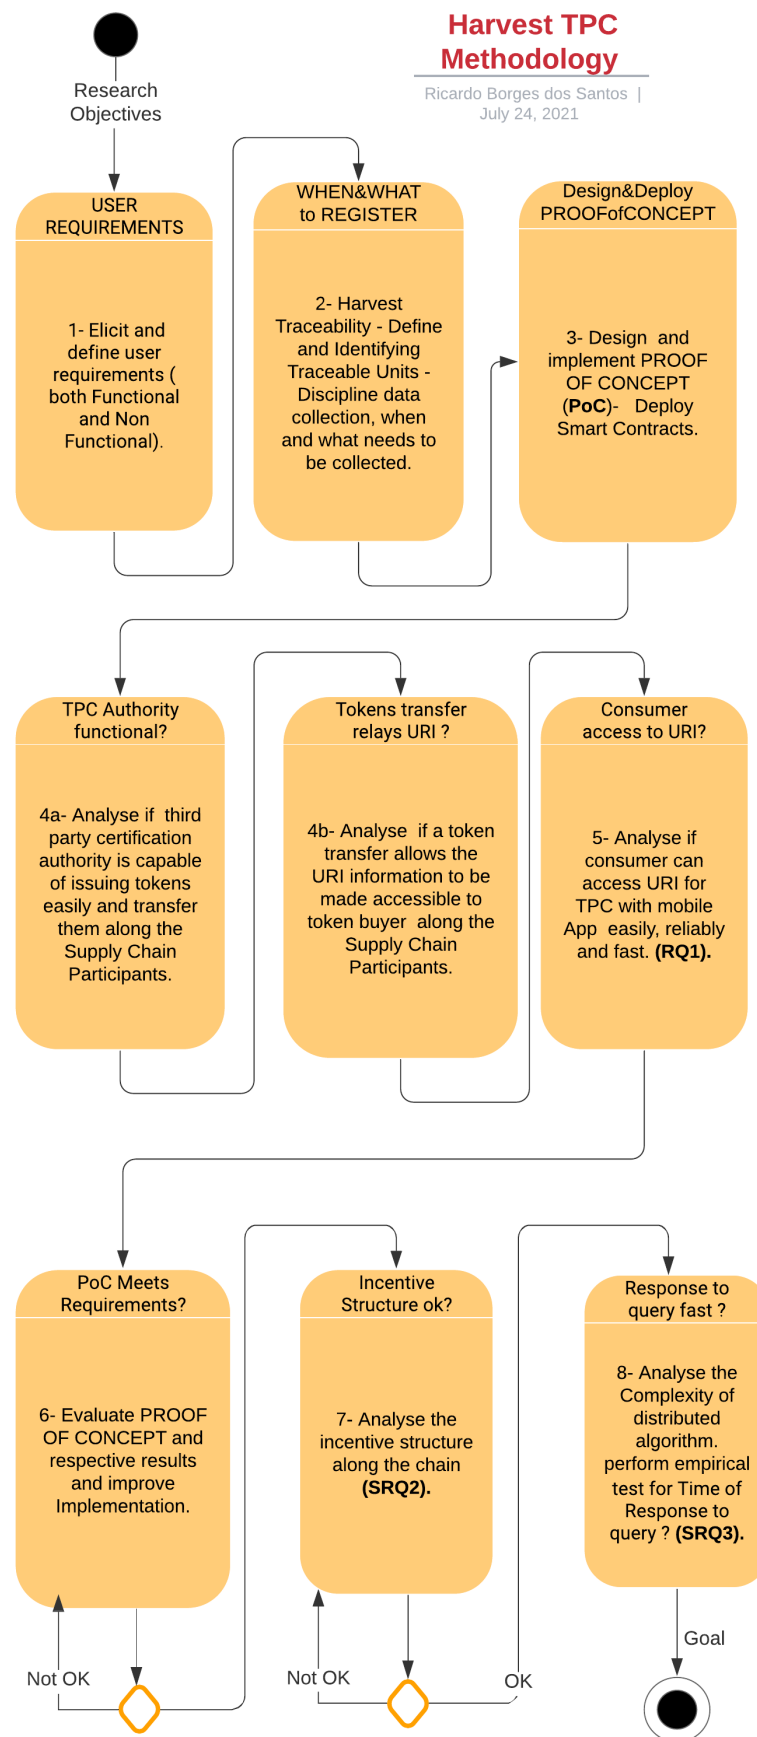 Harvest TPC
Methodology
Ricardo Borges dos Santos |
July 24, 2021
Research
Objectives
USER
REQUIREMENTS
1- Elicit and
define user
requirements (
both Functional
and Non
Functional).
WHEN&WHAT
to REGISTER
2- Harvest
Traceability - Define
and Identifying
Traceable Units -
Discipline data
collection, when
and what needs to
be collected.
Design&Deploy
PROOFofCONCEPT
3- Design and
implement PROOF
OF CONCEPT
(PoC)- Deploy
Smart Contracts.
TPC Authority
functional?
4a- Analyse if third
party certification
authority is capable
of issuing tokens
easily and transfer
them along the
Supply Chain
Participants.
Tokens transfer
relays URI ?
4b- Analyse if a token
transfer allows the
URI information to be
made accessible to
token buyer along the
Supply Chain
Participants.
Consumer
access to URI?
5- Analyse if
consumer can
access URI for
TPC with mobile
App easily, reliably
and fast. (RQ1).
PoC Meets
Requirements?
6- Evaluate PROOF
OF CONCEPT and
respective results
and improve
Implementation.
Not OK
Incentive
Structure ok?
7- Analyse the
incentive structure
along the chain
(SRQ2).
Not OK
OK
Response to
query fast ?
8- Analyse the
Complexity of
distributed
algorithm.
perform empirical
test for Time of
Response to
query ? (SRQ3).
Goal